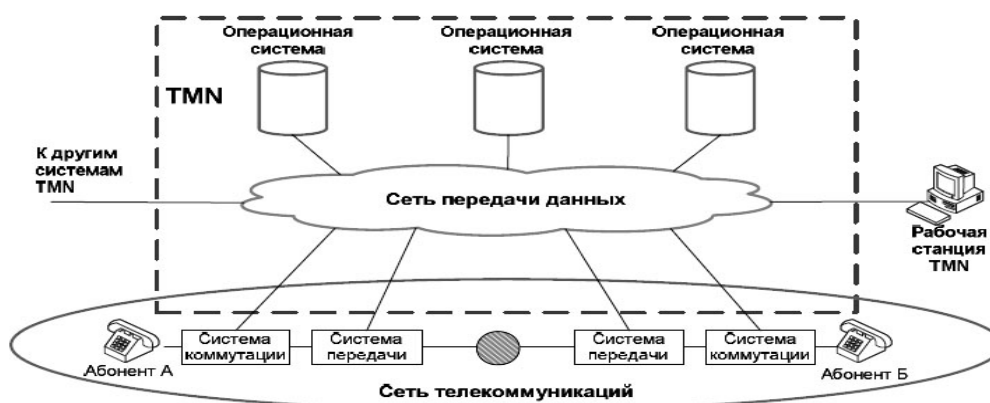 Операционная
система
Операционная
система
Операционная
система
TMN
К другим
системам
TMN
Сеть передачи данных
Рабочая
станция
TMN
Система
коммутации
Система
передачи
Система
передачи
Система
коммутации
Абонент А
Абонент Б
Сеть телекоммуникаций